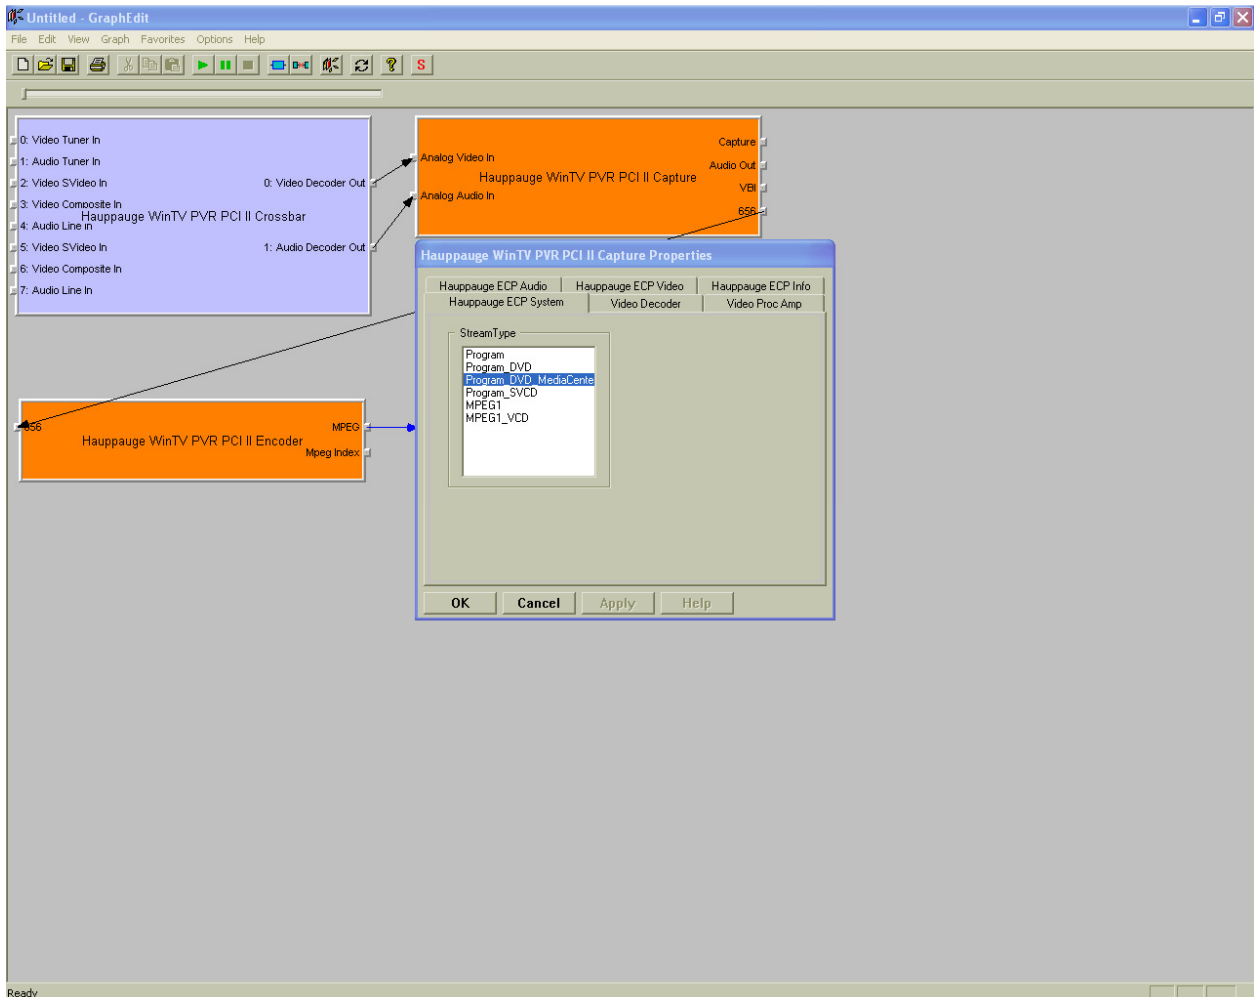 Untitled - GraphEdit
File Edit View Graph Favorites Options Help
S
0: Video Tuner In
1: Audio Tuner In
2: Video SVideo In
0: Video Decoder Out
3: Video Composite In
Hauppauge WinTV PVR PCI II Crossbar
4: Audio Line in
5: Video SVideo In
1: Audio Decoder Out
6: Video Composite In
7: Audio Line In
Capture
Analog Video In
Audio Out
Hauppauge WinTV PVR PCI II Capture
VBI
Analog Audio In
656
656
MPEG
Hauppauge WinTV PVR PCI II Encoder
Mpeg Index
Hauppauge WinTV PVR PCI II Capture Properties
Hauppauge ECP Audio Hauppauge ECP Video Hauppauge ECP Info
Hauppauge ECP System Video Decoder Video Proc Amp
StreamType
Program
Program_DVD
Program_DVD_MediaCente
Program_SVCD
MPEG1
MPEG1_VCD
OK Cancel Apply Help
Ready